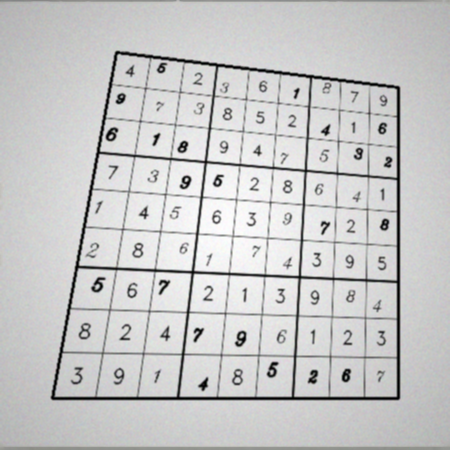 4 5 2 3 6 1 8 7 9
9 7 3 8 5 2 4 1 6
6 1 8 9 4 7 5 3 2
7 3 9 5 2 8 6 4 1
1 4 5 6 3 9 7 2 8
2 8 6 1 7 4 3 9 5
5 6 7 2 1 3 9 8 4
8 2 4 7 9 6 1 2 3
3 9 1 4 8 5 2 6 7